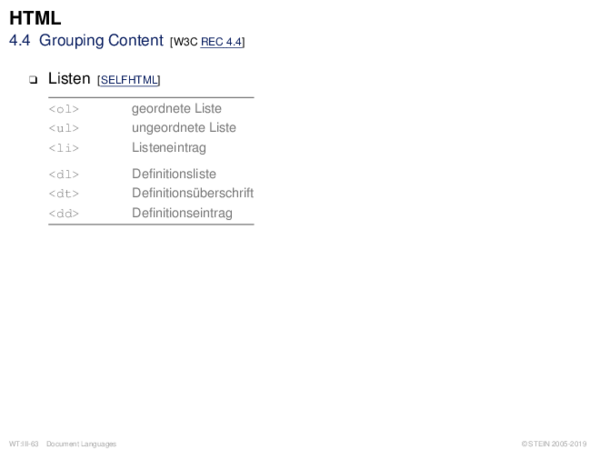 HTML
4.4 Grouping Content [W3C REC 4.4]
❑ Listen [SELFHTML]
<ol> geordnete Liste
<ul> ungeordnete Liste
<li> Listeneintrag
<dl> Definitionsliste
<dt> Definitionsüberschrift
<dd> Definitionseintrag
WT:III-63 Document Languages © STEIN 2005-2019